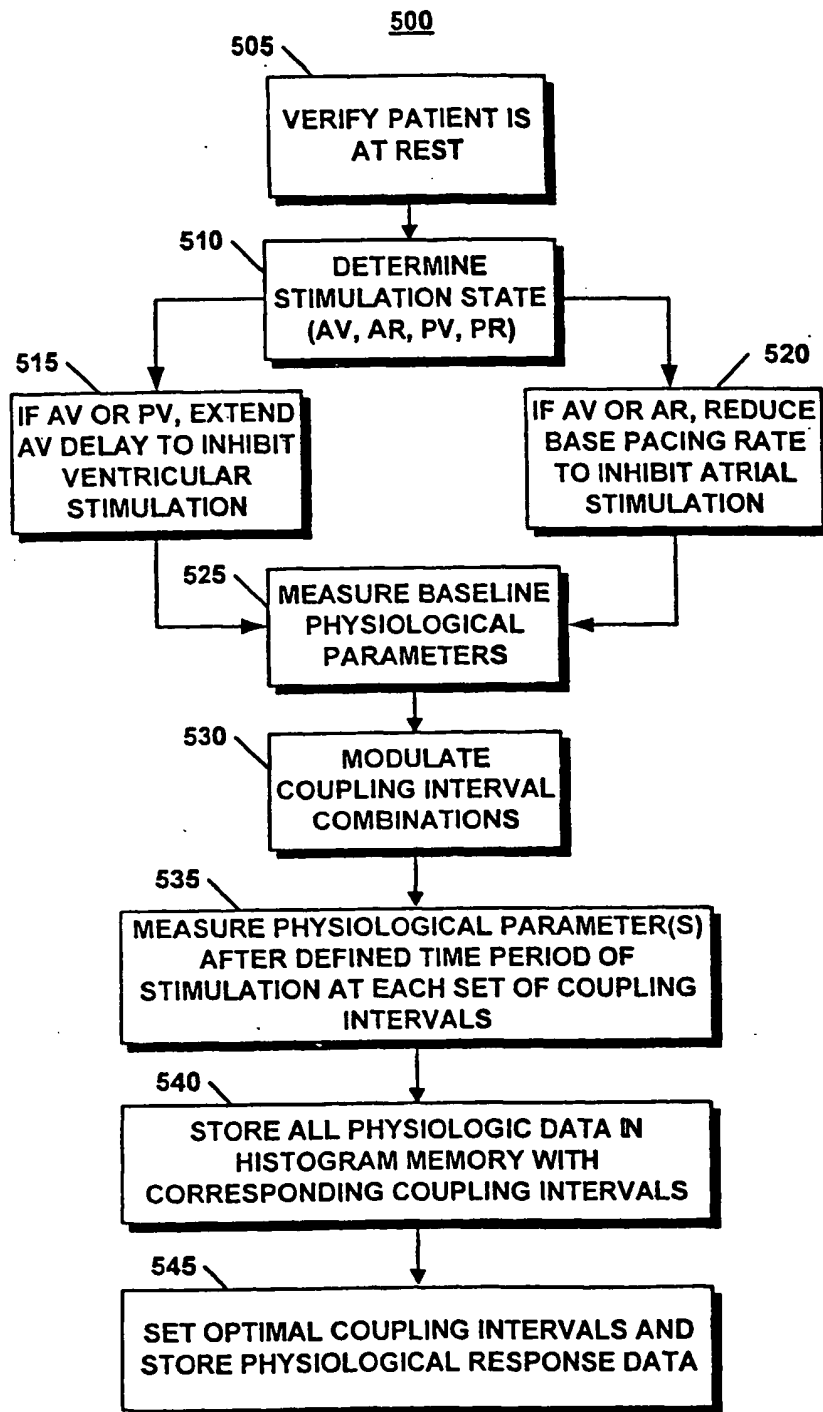 500
505
VERIFY PATIENT IS
AT REST
510
DETERMINE
STIMULATION STATE
(AV, AR, PV, PR)
515
IF AV OR PV, EXTEND
AV DELAY TO INHIBIT
VENTRICULAR
STIMULATION
520
IF AV OR AR, REDUCE
BASE PACING RATE
TO INHIBIT ATRIAL
STIMULATION
525
MEASURE BASELINE
PHYSIOLOGICAL
PARAMETERS
530
MODULATE
COUPLING INTERVAL
COMBINATIONS
535
MEASURE PHYSIOLOGICAL PARAMETER(S)
AFTER DEFINED TIME PERIOD OF
STIMULATION AT EACH SET OF COUPLING
INTERVALS
540
STORE ALL PHYSIOLOGIC DATA IN
HISTOGRAM MEMORY WITH
CORRESPONDING COUPLING INTERVALS
545
SET OPTIMAL COUPLING INTERVALS AND
STORE PHYSIOLOGICAL RESPONSE DATA